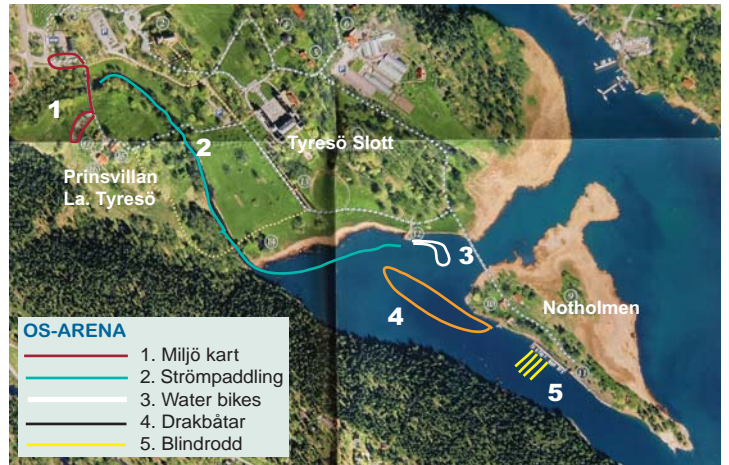 1
2
Tyresö Slott
Prinsvillan
La. Tyresö
3
Notholmen
4
5
OS-ARENA
1. Miljö kart
2. Strömpaddling
3. Water bikes
4. Drakbåtar
5. Blindrodd